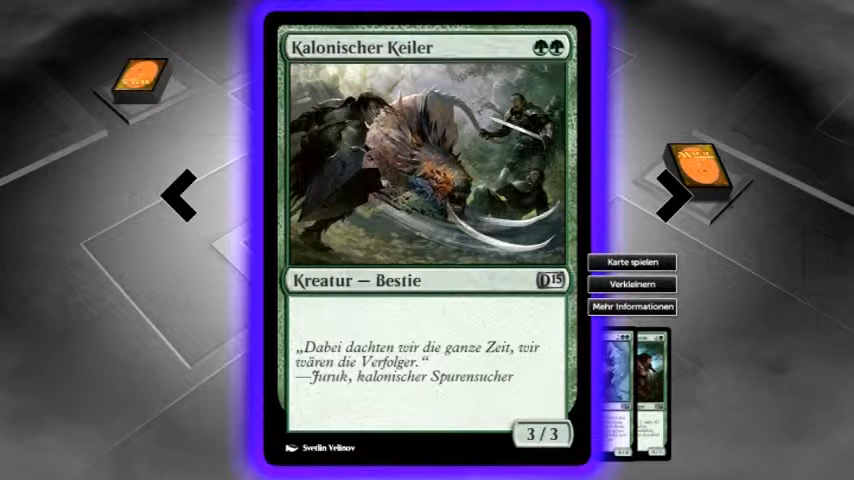 Kalonischer Keiler
Kreatur — Bestie
D15
„Dabei dachten wir die ganze Zeit, wir
wären die Verfolger.“
—Juruk, kalonischer Spurensucher
3 / 3
Svetlin Velinov
Karte spielen
Verkleinern
Mehr Informationen